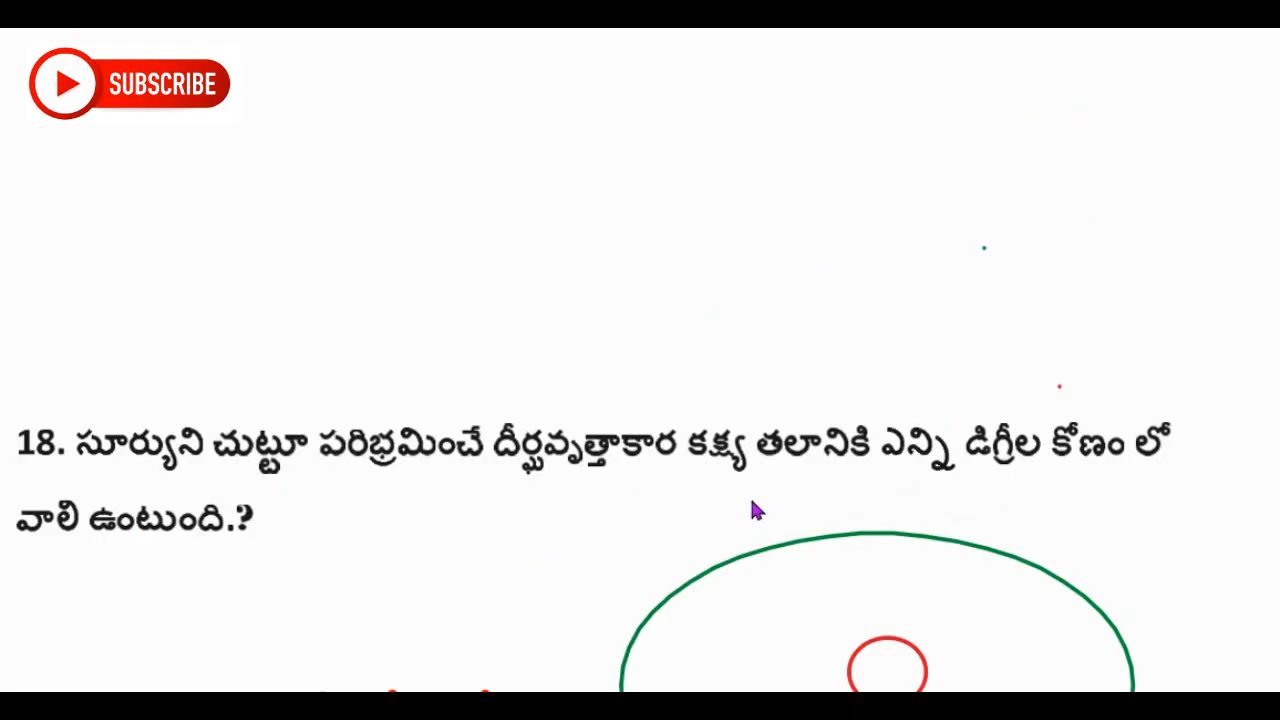 SUBSCRIBE
18. సూర్యుని చుట్టూ పరిభ్రమించే దీర్ఘవృత్తాకార కక్ష్య తలానికి ఎన్ని డిగ్రీల కోణం లో
వాలి ఉంటుంది.?